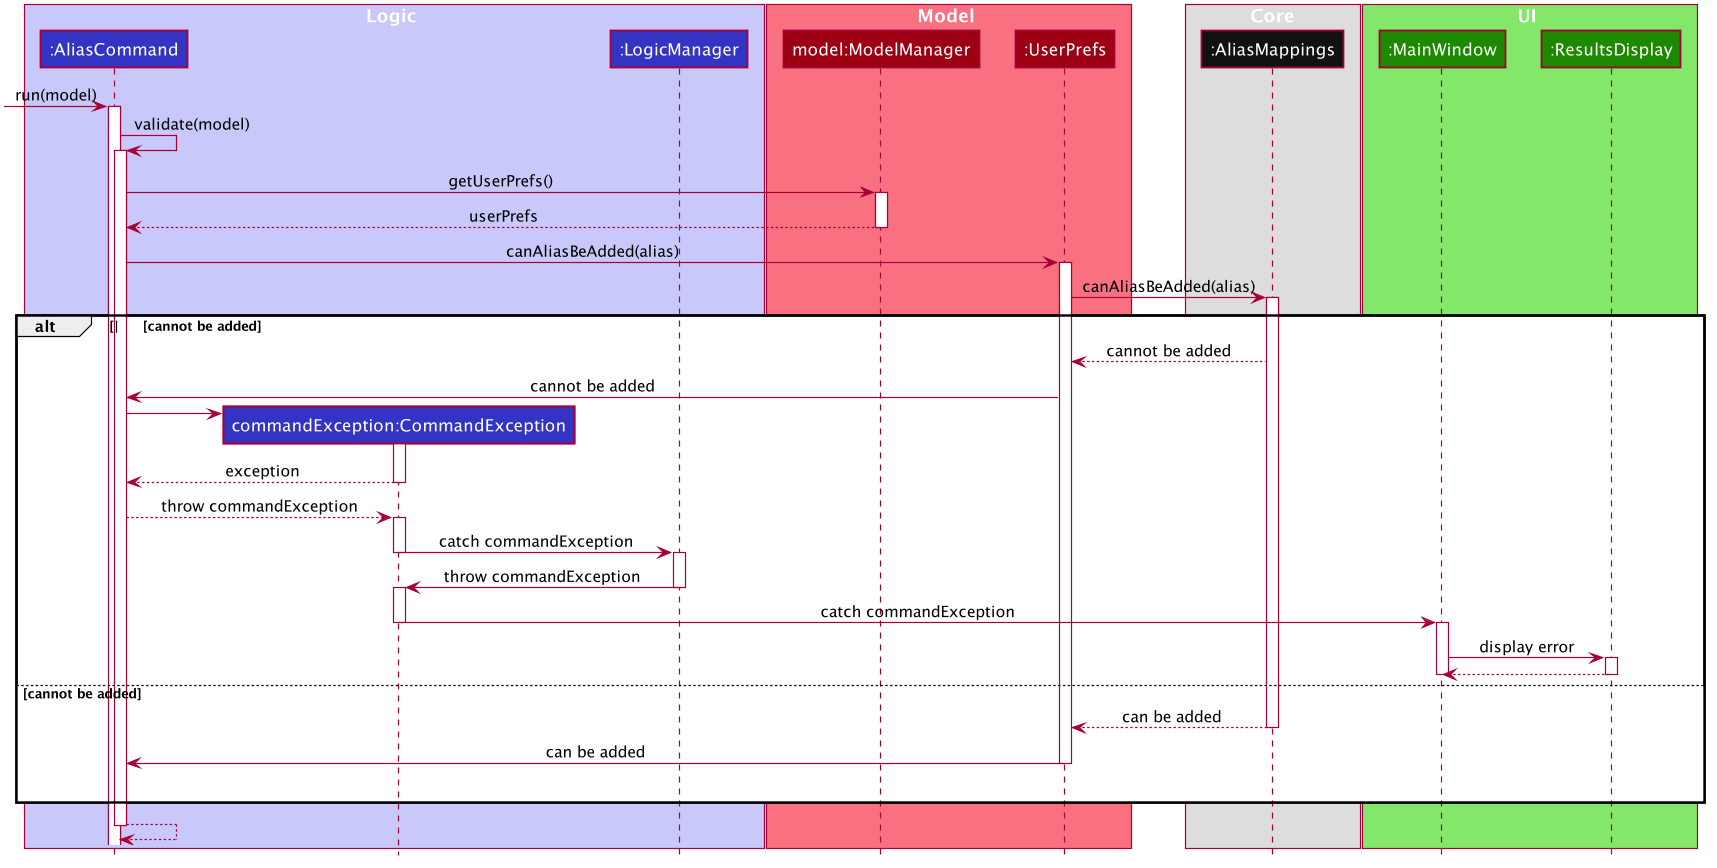 Logic
Model
Core
UI
:AliasCommand
:LogicManager
model:ModelManager
:UserPrefs
:AliasMappings
:MainWindow
:ResultsDisplay
run(model)
validate(model)
getUserPrefs()
userPrefs
canAliasBeAdded(alias)
canAliasBeAdded(alias)
alt
[cannot be added]
cannot be added
cannot be added
commandException:CommandException
exception
throw commandException
catch commandException
throw commandException
catch commandException
display error
[cannot be added]
can be added
can be added